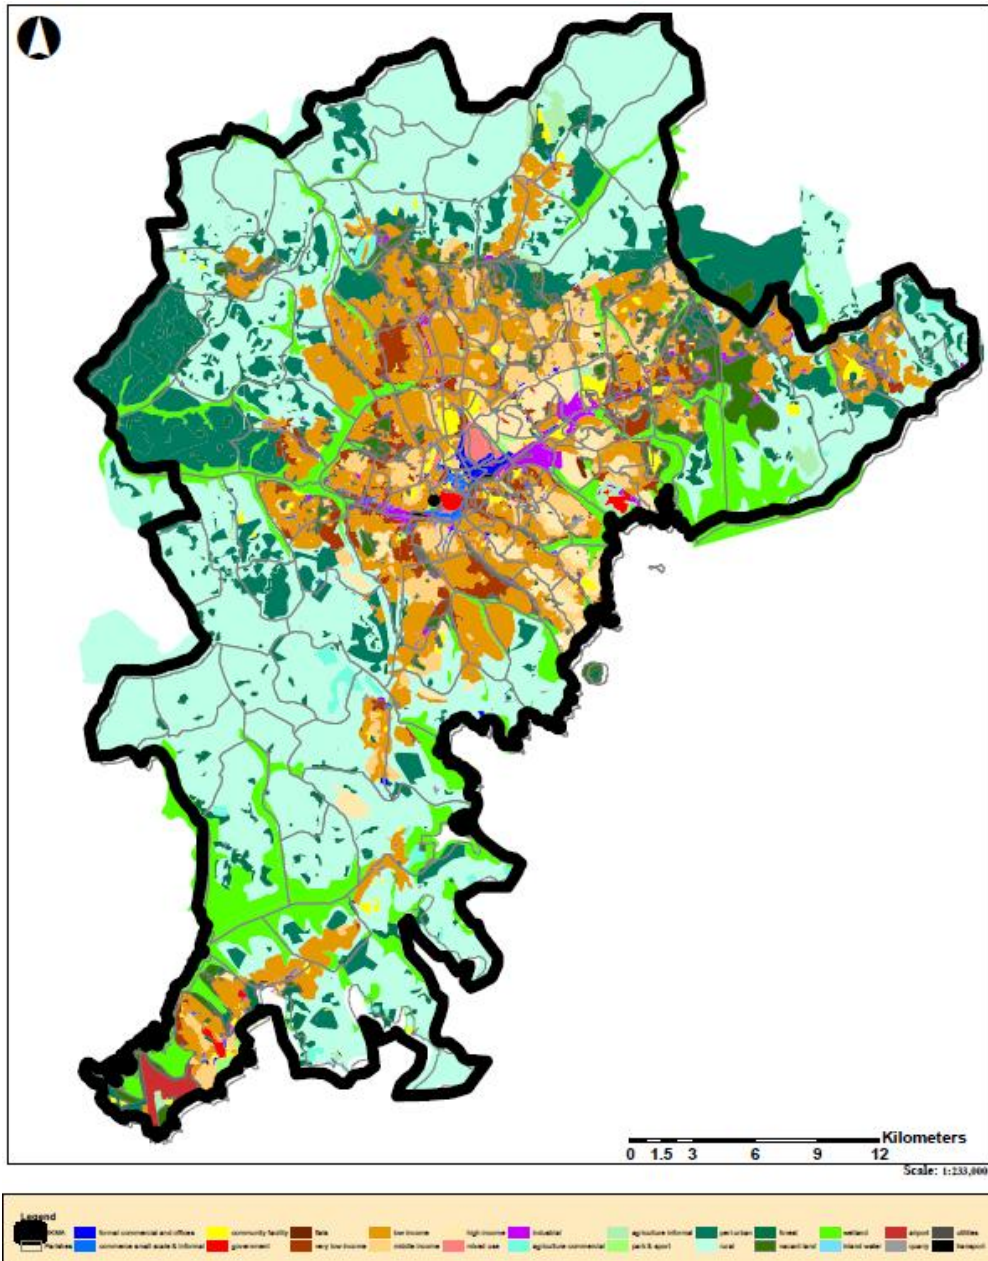 Kilometers
0 1.5 3 6 9 12
Scale: 1:233,000
Legend
formal commercial and offices community facility flats low income high income industrial agriculture informal peri urban forest wetland airport utilities
Parishes commerce small scale & informal government very low income middle income mixed use agriculture commercial park & sport rural vacant land inland water quarry transport